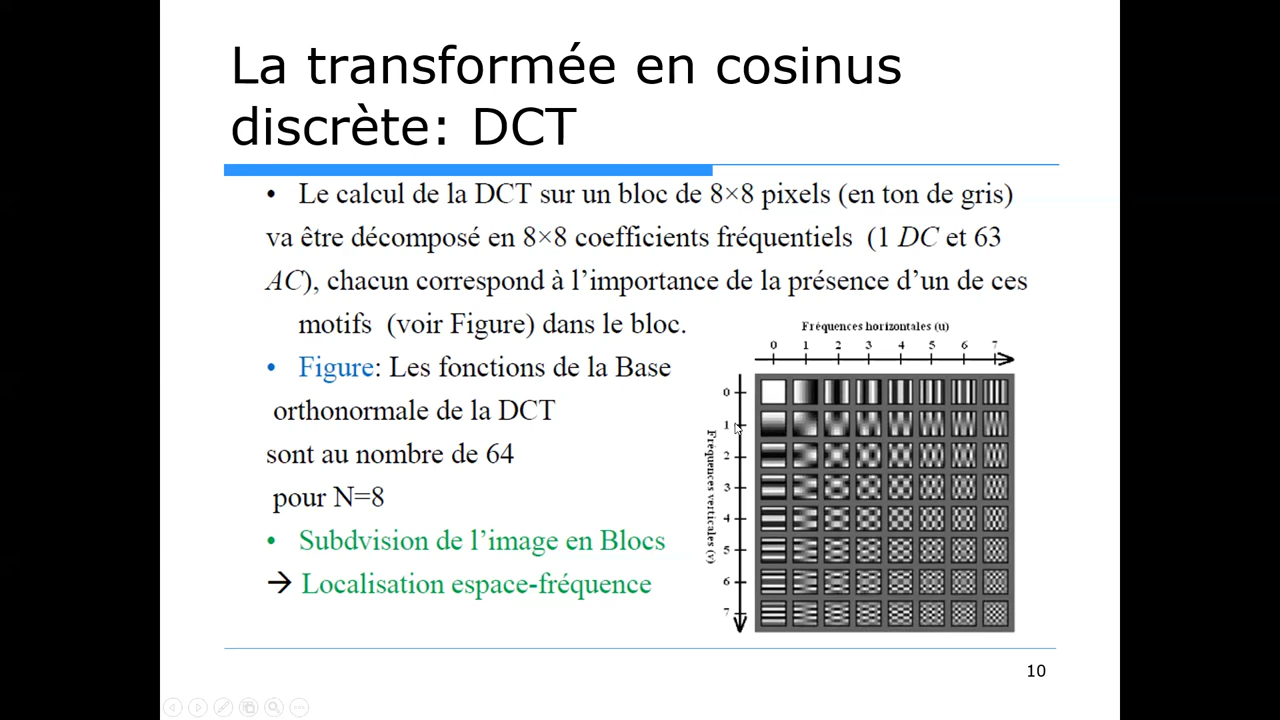 La transformée en cosinus
discrète: DCT
• Le calcul de la DCT sur un bloc de 8×8 pixels (en ton de gris)
va être décomposé en 8×8 coefficients fréquentiels (1 DC et 63
AC), chacun correspond à l’importance de la présence d’un de ces
motifs (voir Figure) dans le bloc.
• Figure: Les fonctions de la Base
orthonormale de la DCT
sont au nombre de 64
pour N=8
• Subdvision de l’image en Blocs
→ Localisation espace-fréquence
Fréquences horizontales (u)
0 1 2 3 4 5 6 7
Fréquences verticales (v)
0
1
2
3
4
5
6
7
10